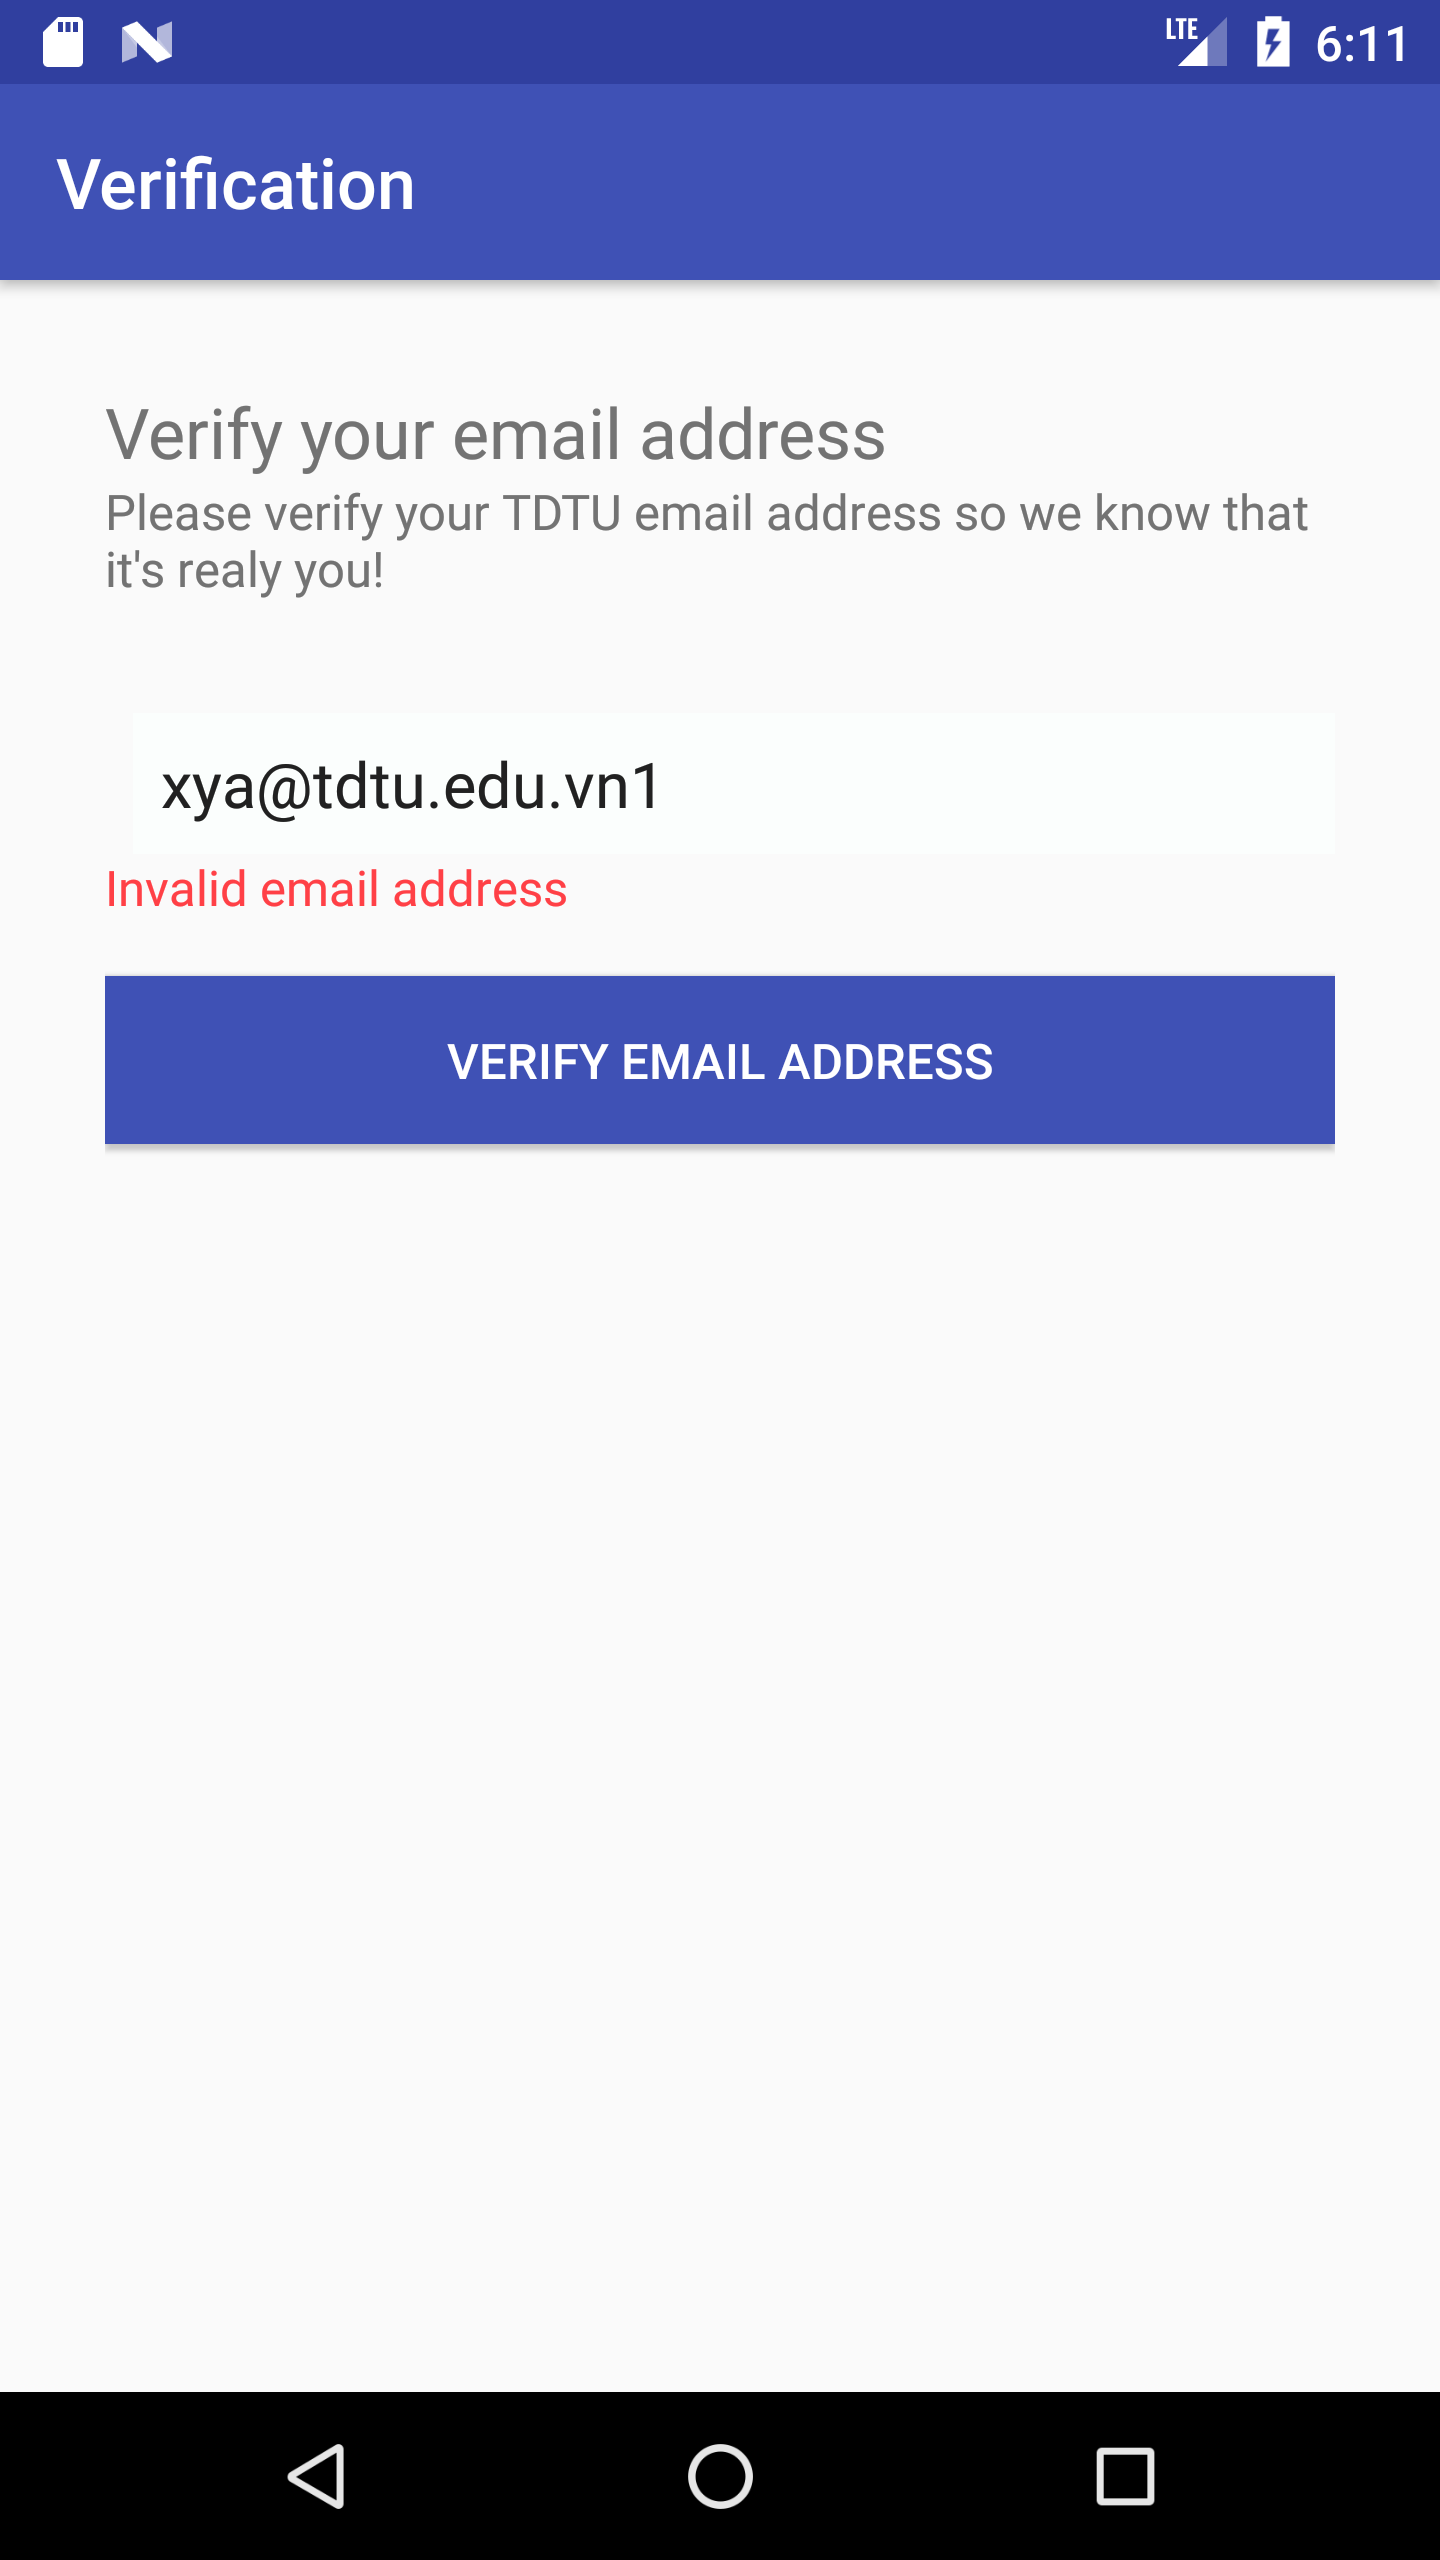 LTE 6:11
Verification
Verify your email address
Please verify your TDTU email address so we know that
it's realy you!
xya@tdtu.edu.vn1
Invalid email address
VERIFY EMAIL ADDRESS